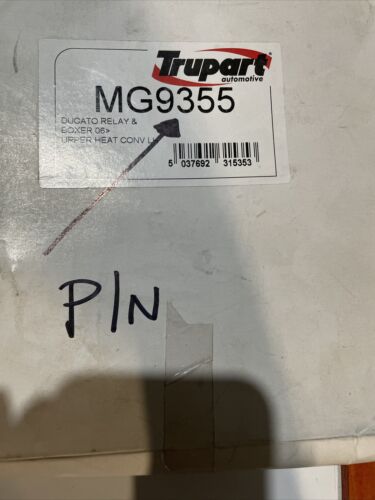 Trupart
automotive
MG9355
DUCATO RELAY &
BOXER 06>
UPPER HEAT CONV
5 037692 315353
P/N